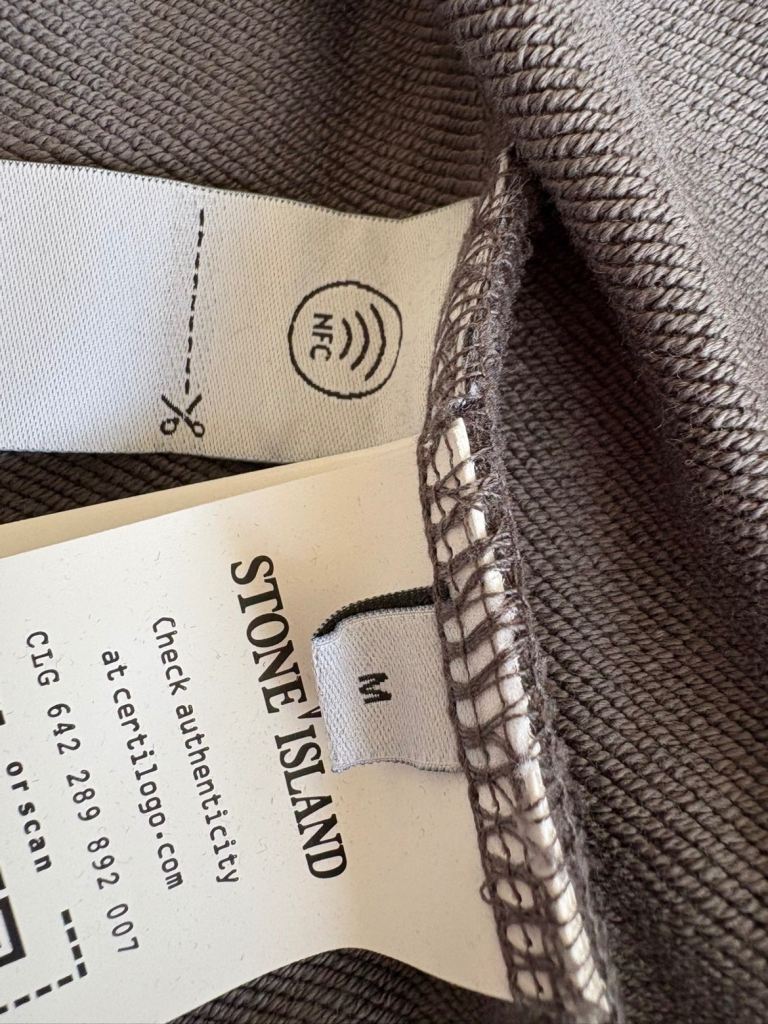 NFC
M
STONE ISLAND
Check authenticity
at certilogo.com
CLG 642 289 892 007
or scan